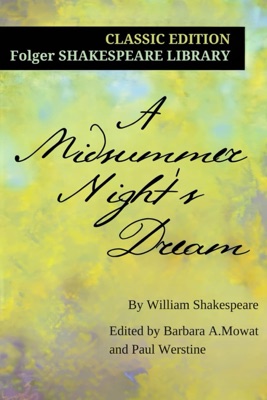 CLASSIC EDITION
Folger SHAKESPEARE LIBRARY
A
Midsummer
Night's
Dream
By William Shakespeare
Edited by Barbara A.Mowat
and Paul Werstine